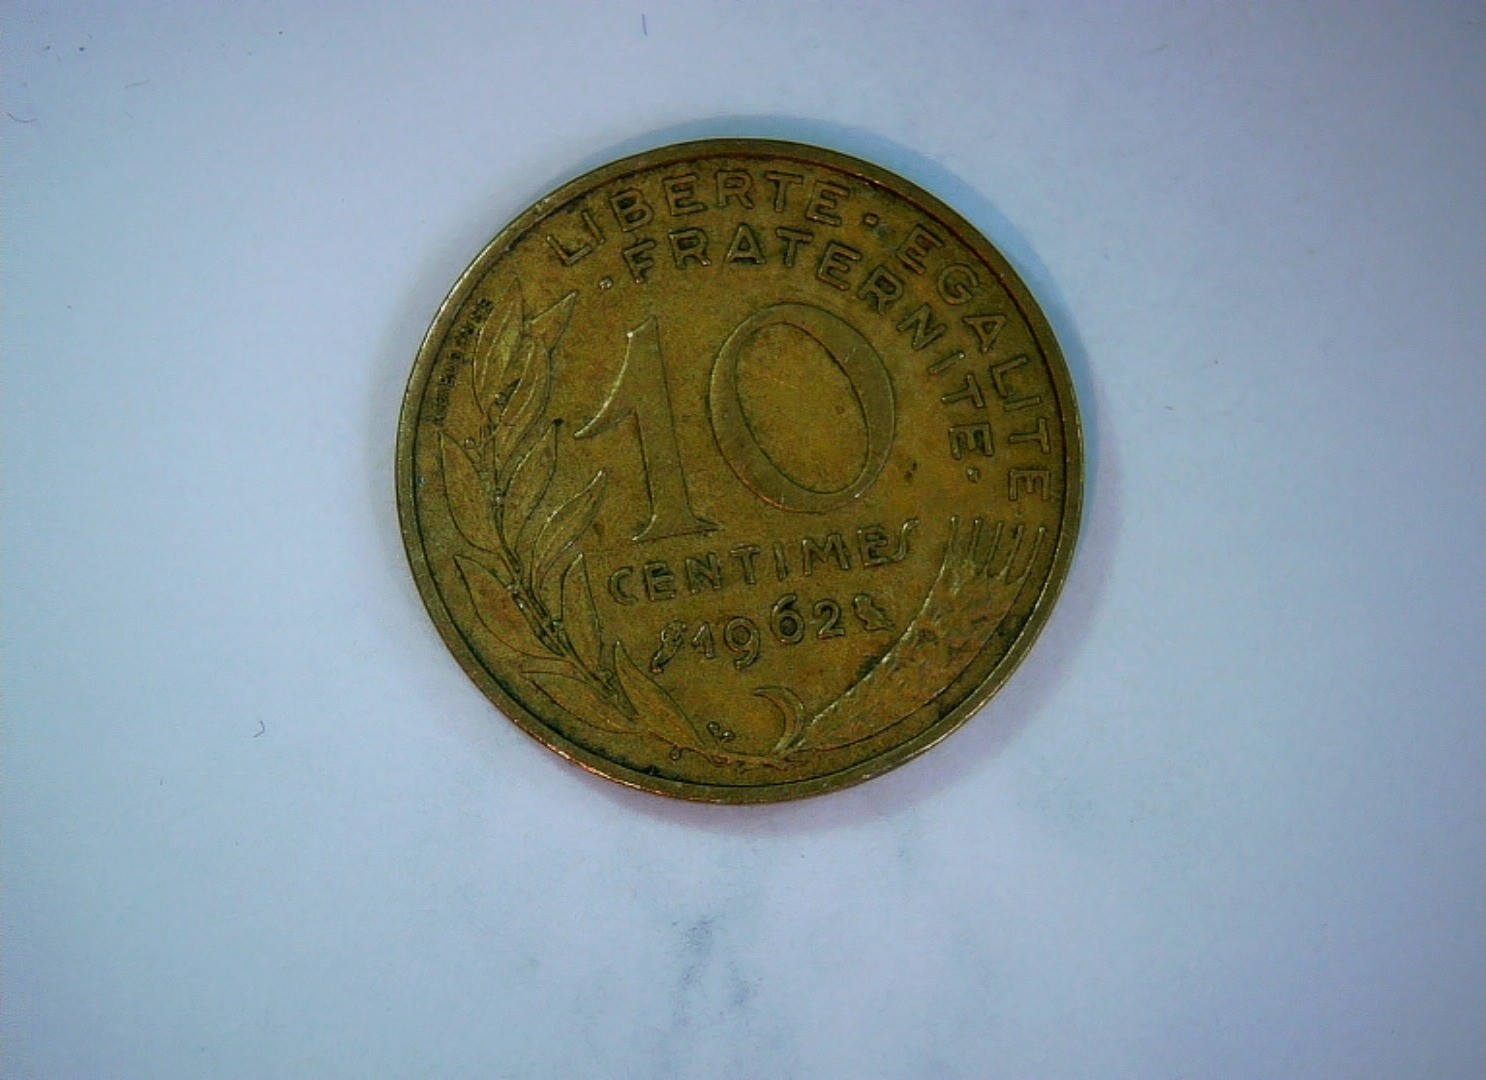 LIBERTE · EGALITE
· FRATERNITE ·
10
CENTIMES
1962